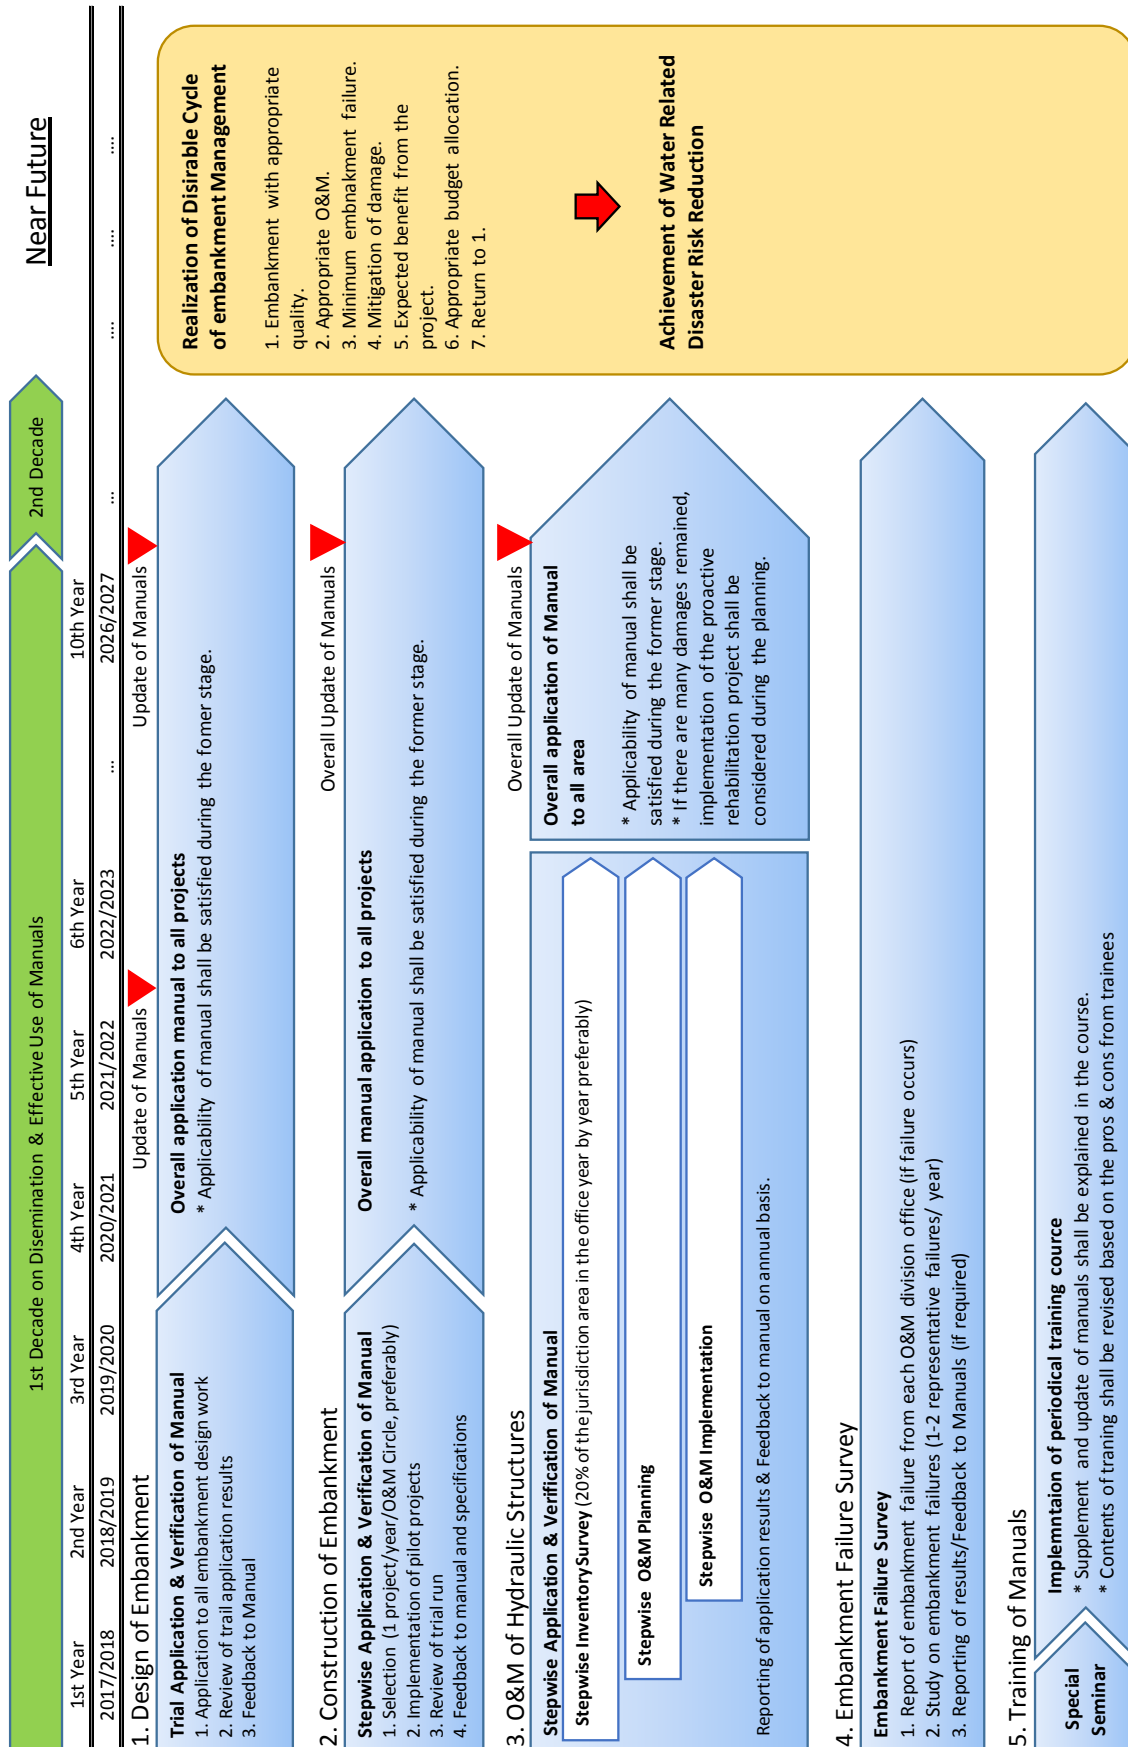 Near Future
1st Decade on Disemination & Effective Use of Manuals
2nd Decade
1st Year
2nd Year
3rd Year
4th Year
5th Year
6th Year
10th Year
2017/2018
2018/2019
2019/2020
2020/2021
2021/2022
2022/2023
...
2026/2027
...
....
....
....
1. Design of Embankment
Update of Manuals
Update of Manuals
Trial Application & Verification of Manual
1. Application to all embankment design work
2. Review of trail application results
3. Feedback to Manual
Overall application manual to all projects
* Applicability of manual shall be satisfied during the fomer stage.
2. Construction of Embankment
Overall Update of Manuals
Stepwise Application & Verification of Manual
1. Selection (1 project/year/O&M Circle, preferably)
2. Implementation of pilot projects
3. Review of trial run
4. Feedback to manual and specifications
Overall manual application to all projects
* Applicability of manual shall be satisfied during the former stage.
3. O&M of Hydraulic Structures
Overall Update of Manuals
Stepwise Application & Verification of Manual
Stepwise Inventory Survey (20% of the jurisdiction area in the office year by year preferably)
Stepwise O&M Planning
Stepwise O&M Implementation
Reporting of application results & Feedback to manual on annual basis.
Overall application of Manual
to all area
* Applicability of manual shall be
satisfied during the former stage.
* If there are many damages remained,
implementation of the proactive
rehabilitation project shall be
considered during the planning.
4. Embankment Failure Survey
Embankment Failure Survey
1. Report of embankment failure from each O&M division office (if failure occurs)
2. Study on embankment failures (1-2 representative failures/ year)
3. Reporting of results/Feedback to Manuals (if required)
5. Training of Manuals
Special
Seminar
Implemntaion of periodical training cource
* Supplement and update of manuals shall be explained in the course.
* Contents of traning shall be revised based on the pros & cons from trainees
Realization of Disirable Cycle
of embankment Management
1. Embankment with appropriate
quality.
2. Appropriate O&M.
3. Minimum embnakment failure.
4. Mitigation of damage.
5. Expected benefit from the
project.
6. Appropriate budget allocation.
7. Return to 1.
Achievement of Water Related
Disaster Risk Reduction